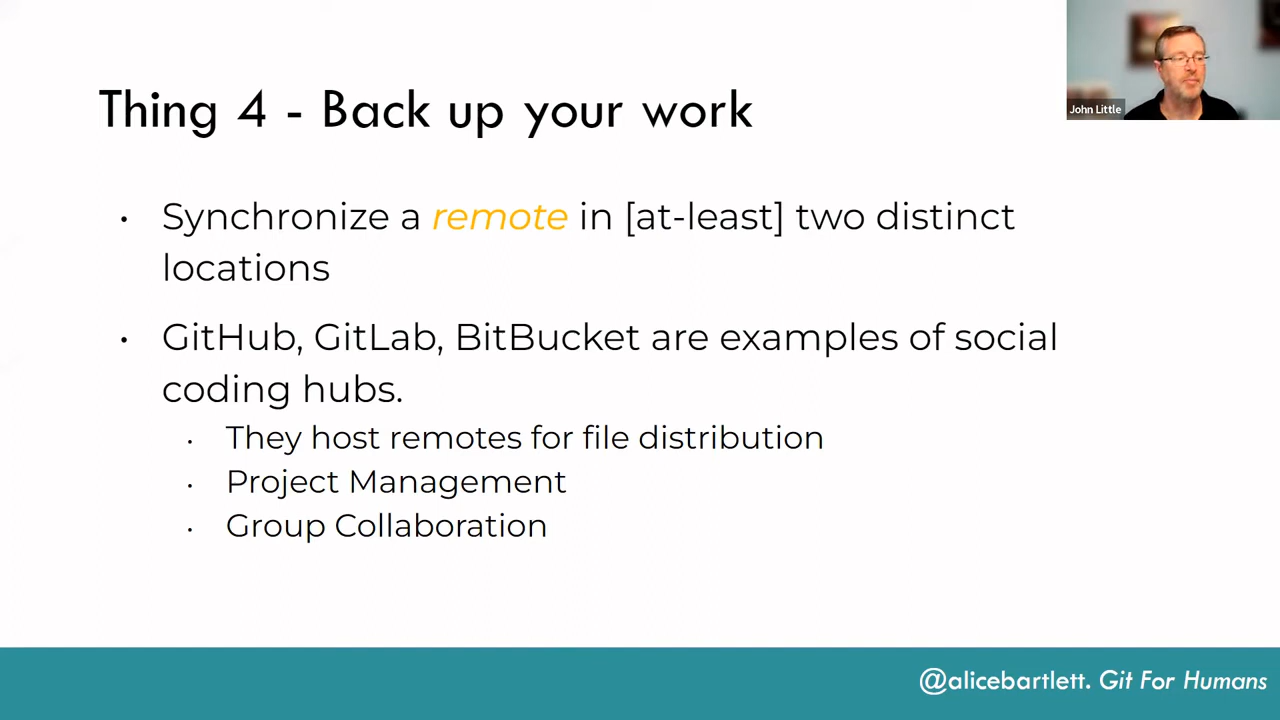 Thing 4 - Back up your work
John Little
• Synchronize a remote in [at-least] two distinct
locations
• GitHub, GitLab, BitBucket are examples of social
coding hubs.
• They host remotes for file distribution
• Project Management
• Group Collaboration
@alicebartlett. Git For Humans